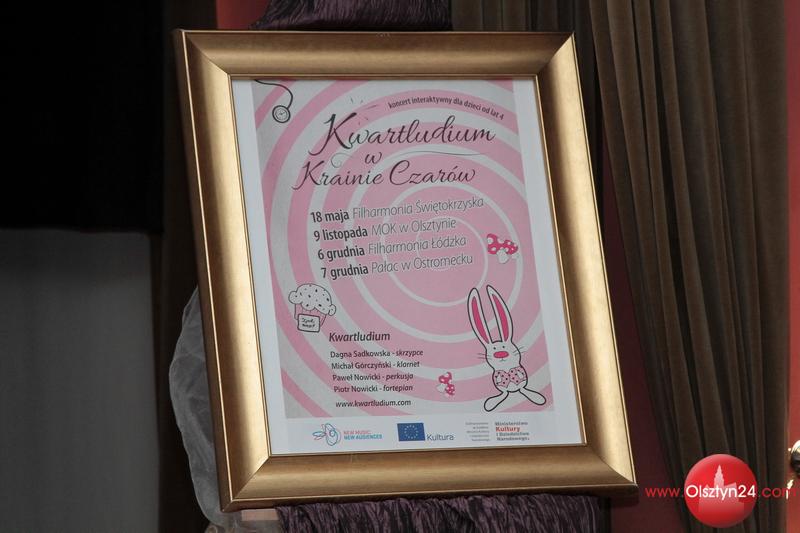 koncert interaktywny dla dzieci od lat 4
Kwartludium
w
Krainie Czarów
18 maja Filharmonia Świętokrzyska
9 listopada MOK w Olsztynie
6 grudnia Filharmonia Łódzka
7 grudnia Pałac w Ostromecku
Kwartludium
Dagna Sadkowska - skrzypce
Michał Górczyński - klarnet
Paweł Nowicki - perkusja
Piotr Nowicki - fortepian
www.kwartludium.com
NEW MUSIC:
NEW AUDIENCES
Kultura
Ministerstwo
Kultury
i Dziedzictwa
Narodowego.
www.Olsztyn24.com